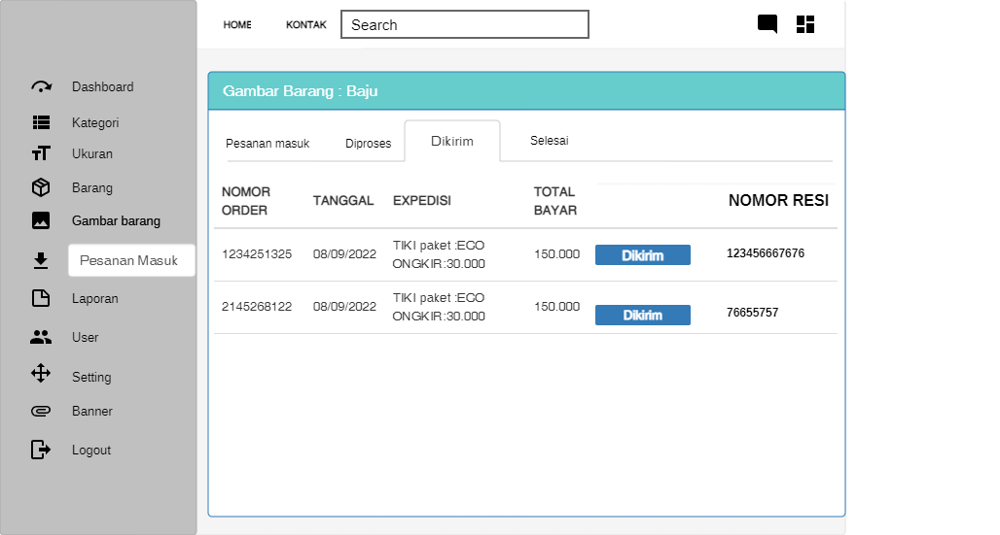 HOME KONTAK Search
Dashboard
Kategori
Ukuran
Barang
Gambar barang
Pesanan Masuk
Laporan
User
Setting
Banner
Logout
Gambar Barang : Baju
Pesanan masuk Diproses Dikirim Selesai
NOMOR ORDER TANGGAL EXPEDISI TOTAL BAYAR NOMOR RESI
1234251325 08/09/2022 TIKI paket :ECO ONGKIR:30.000 150.000 Dikirim 123456667676
2145268122 08/09/2022 TIKI paket :ECO ONGKIR:30.000 150.000 Dikirim 76655757